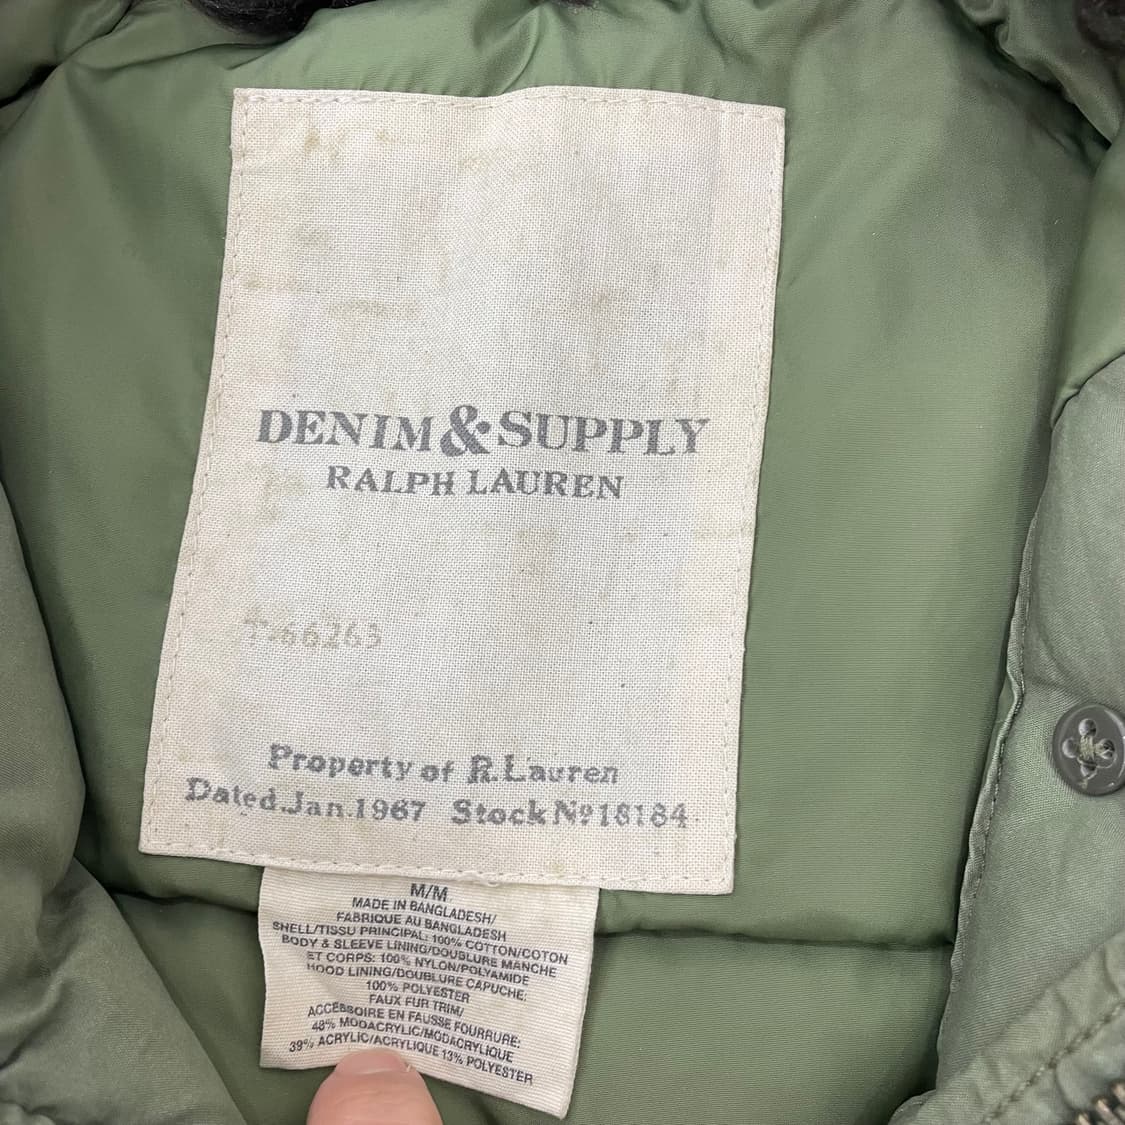 DENIM & SUPPLY
RALPH LAUREN
T-66263
Property of R.Lauren
Dated.Jan.1967 Stock Nº18184
M/M
MADE IN BANGLADESH/
FABRIQUE AU BANGLADESH
SHELL/TISSU PRINCIPAL: 100% COTTON/COTON
BODY & SLEEVE LINING/DOUBLURE MANCHE
ET CORPS: 100% NYLON/POLYAMIDE
HOOD LINING/DOUBLURE CAPUCHE:
100% POLYESTER
FAUX FUR TRIM/
ACCESSOIRE EN FAUSSE FOURRURE:
48% MODACRYLIC/MODACRYLIQUE
39% ACRYLIC/ACRYLIQUE 13% POLYESTER